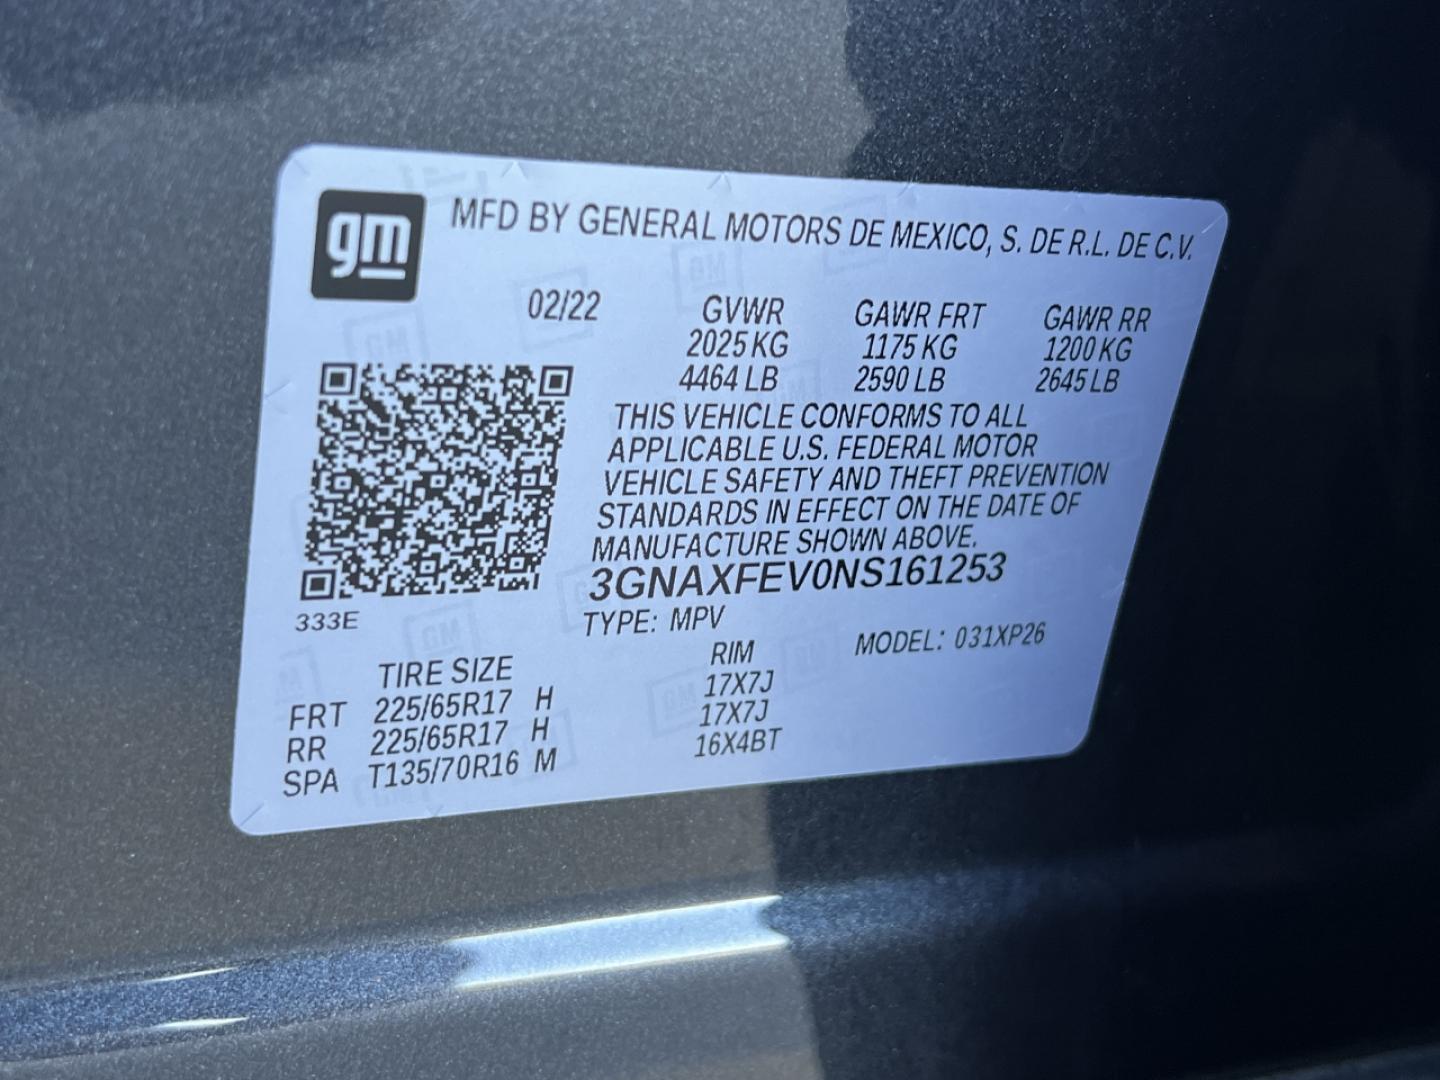 gm
MFD BY GENERAL MOTORS DE MEXICO, S. DE R.L. DE C.V.
02/22 GVWR GAWR FRT GAWR RR
2025 KG 1175 KG 1200 KG
4464 LB 2590 LB 2645 LB
THIS VEHICLE CONFORMS TO ALL
APPLICABLE U.S. FEDERAL MOTOR
VEHICLE SAFETY AND THEFT PREVENTION
STANDARDS IN EFFECT ON THE DATE OF
MANUFACTURE SHOWN ABOVE.
3GNAXFEV0NS161253
333E
TYPE: MPV MODEL: 031XP26
TIRE SIZE RIM
FRT 225/65R17 H 17X7J
RR 225/65R17 H 17X7J
SPA T135/70R16 M 16X4BT